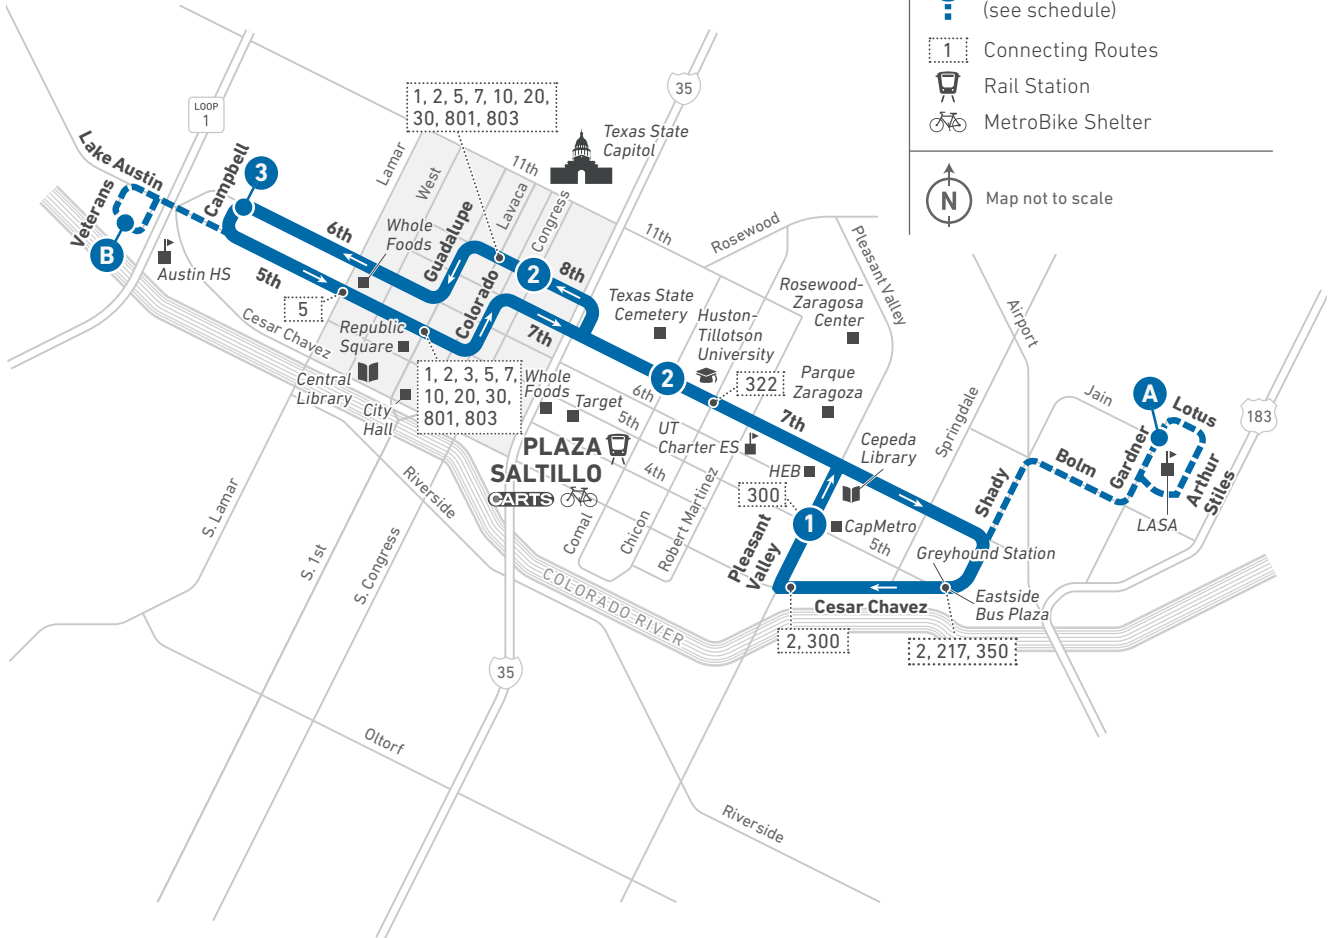 (see schedule)
1 Connecting Routes
Rail Station
MetroBike Shelter
N Map not to scale
LOOP
1
35
1, 2, 5, 7, 10, 20,
30, 801, 803
Texas State
Capitol
Lake Austin
Veterans
B
Campbell
3
Austin HS
6th
5th
5
Lamar
West
Whole
Foods
Guadalupe
Lavaca
Congress
11th
2
8th
Colorado
7th
Cesar Chavez
Republic
Square
Central
Library
City
Hall
1, 2, 3, 5, 7,
10, 20, 30,
801, 803
Whole
Foods
Target
PLAZA
SALTILLO
CARTS
11th
Rosewood
Pleasant Valley
Texas State
Cemetery
Huston-
Tillotson
University
Rosewood-
Zaragosa
Center
Parque
Zaragoza
2
322
6th
5th
4th
UT
Charter ES
7th
HEB
Cepeda
Library
300
1
CapMetro
5th
Pleasant
Valley
Comal
Chicon
Robert Martinez
Springdale
Airport
Jain
A
Lotus
Gardner
Arthur
Stiles
LASA
183
Shady
Bolm
Greyhound Station
Eastside
Bus Plaza
Cesar Chavez
2, 300
2, 217, 350
COLORADO RIVER
Riverside
S. Lamar
S. 1st
S. Congress
35
Oltorf
Riverside